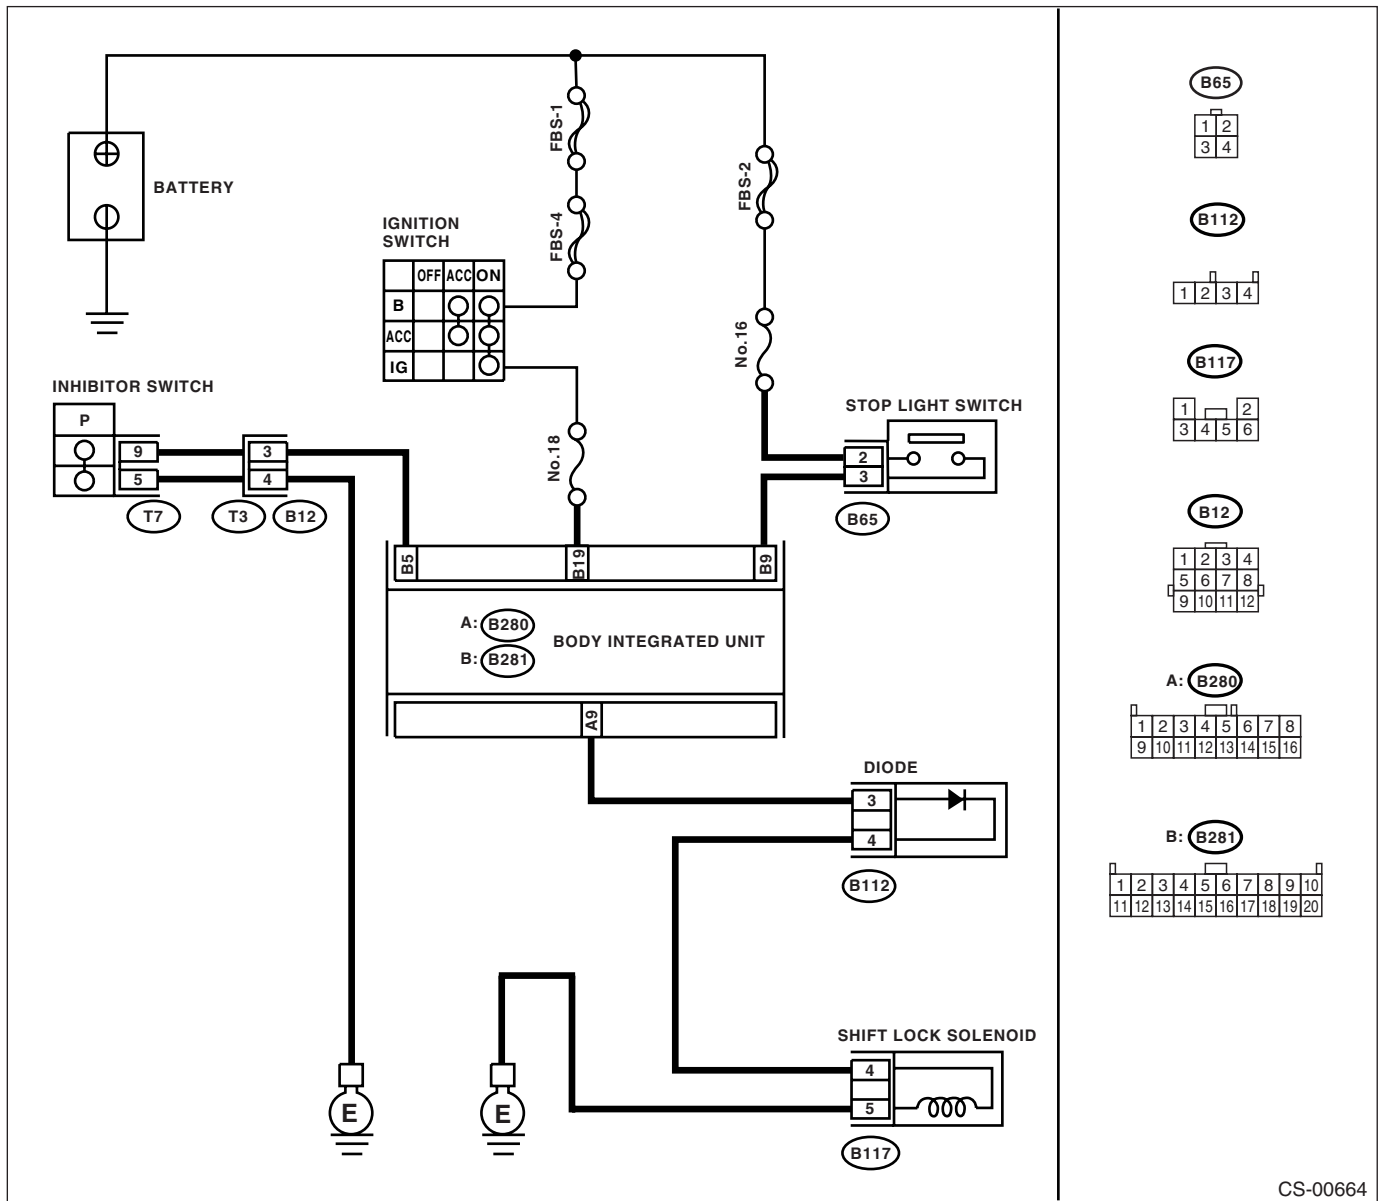 BATTERY
FBS-1
FBS-4
FBS-2
No.16
No.18
IGNITION
SWITCH
OFF ACC ON
B
ACC
IG
INHIBITOR SWITCH
P
9 3
5 4
T7 T3 B12
STOP LIGHT SWITCH
2
3
B65
B5 B19 B9
A: B280
B: B281
BODY INTEGRATED UNIT
A9
DIODE
3
4
B112
SHIFT LOCK SOLENOID
4
5
B117
E E
B65
1 2
3 4
B112
1 2 3 4
B117
1 2
3 4 5 6
B12
1 2 3 4
5 6 7 8
9 10 11 12
A: B280
1 2 3 4 5 6 7 8
9 10 11 12 13 14 15 16
B: B281
1 2 3 4 5 6 7 8 9 10
11 12 13 14 15 16 17 18 19 20
CS-00664